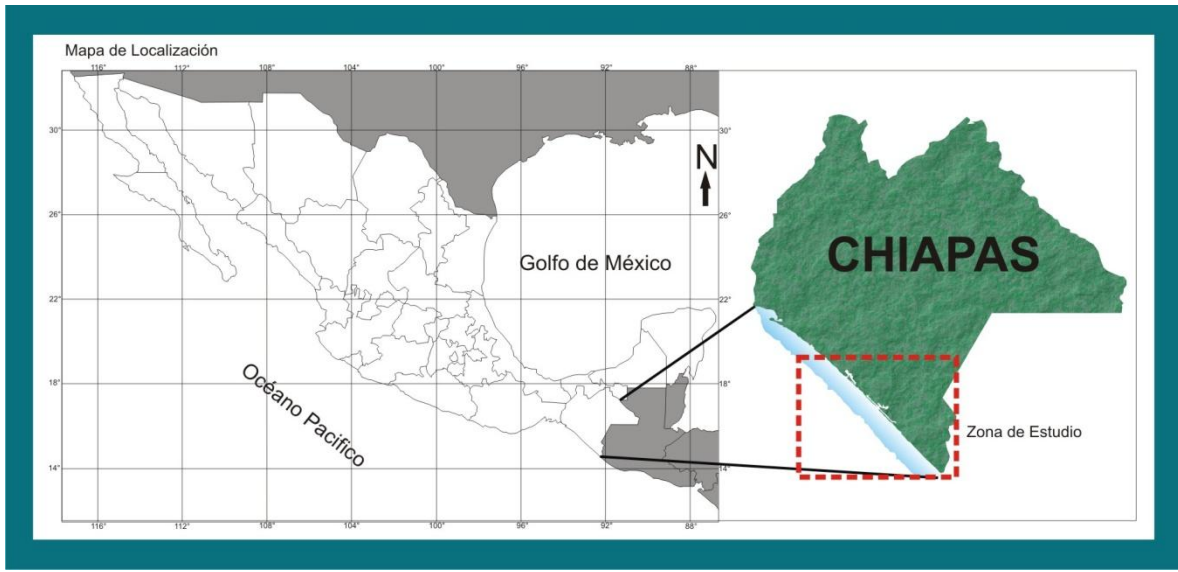 Mapa de Localización
116° 112° 108° 104° 100° 96° 92° 88°
30° 30°
N
26° 26°
Golfo de México
CHIAPAS
22° 22°
18° 18°
Océano Pacifico
Zona de Estudio
14° 14°
116° 112° 108° 104° 100° 96° 92° 88°